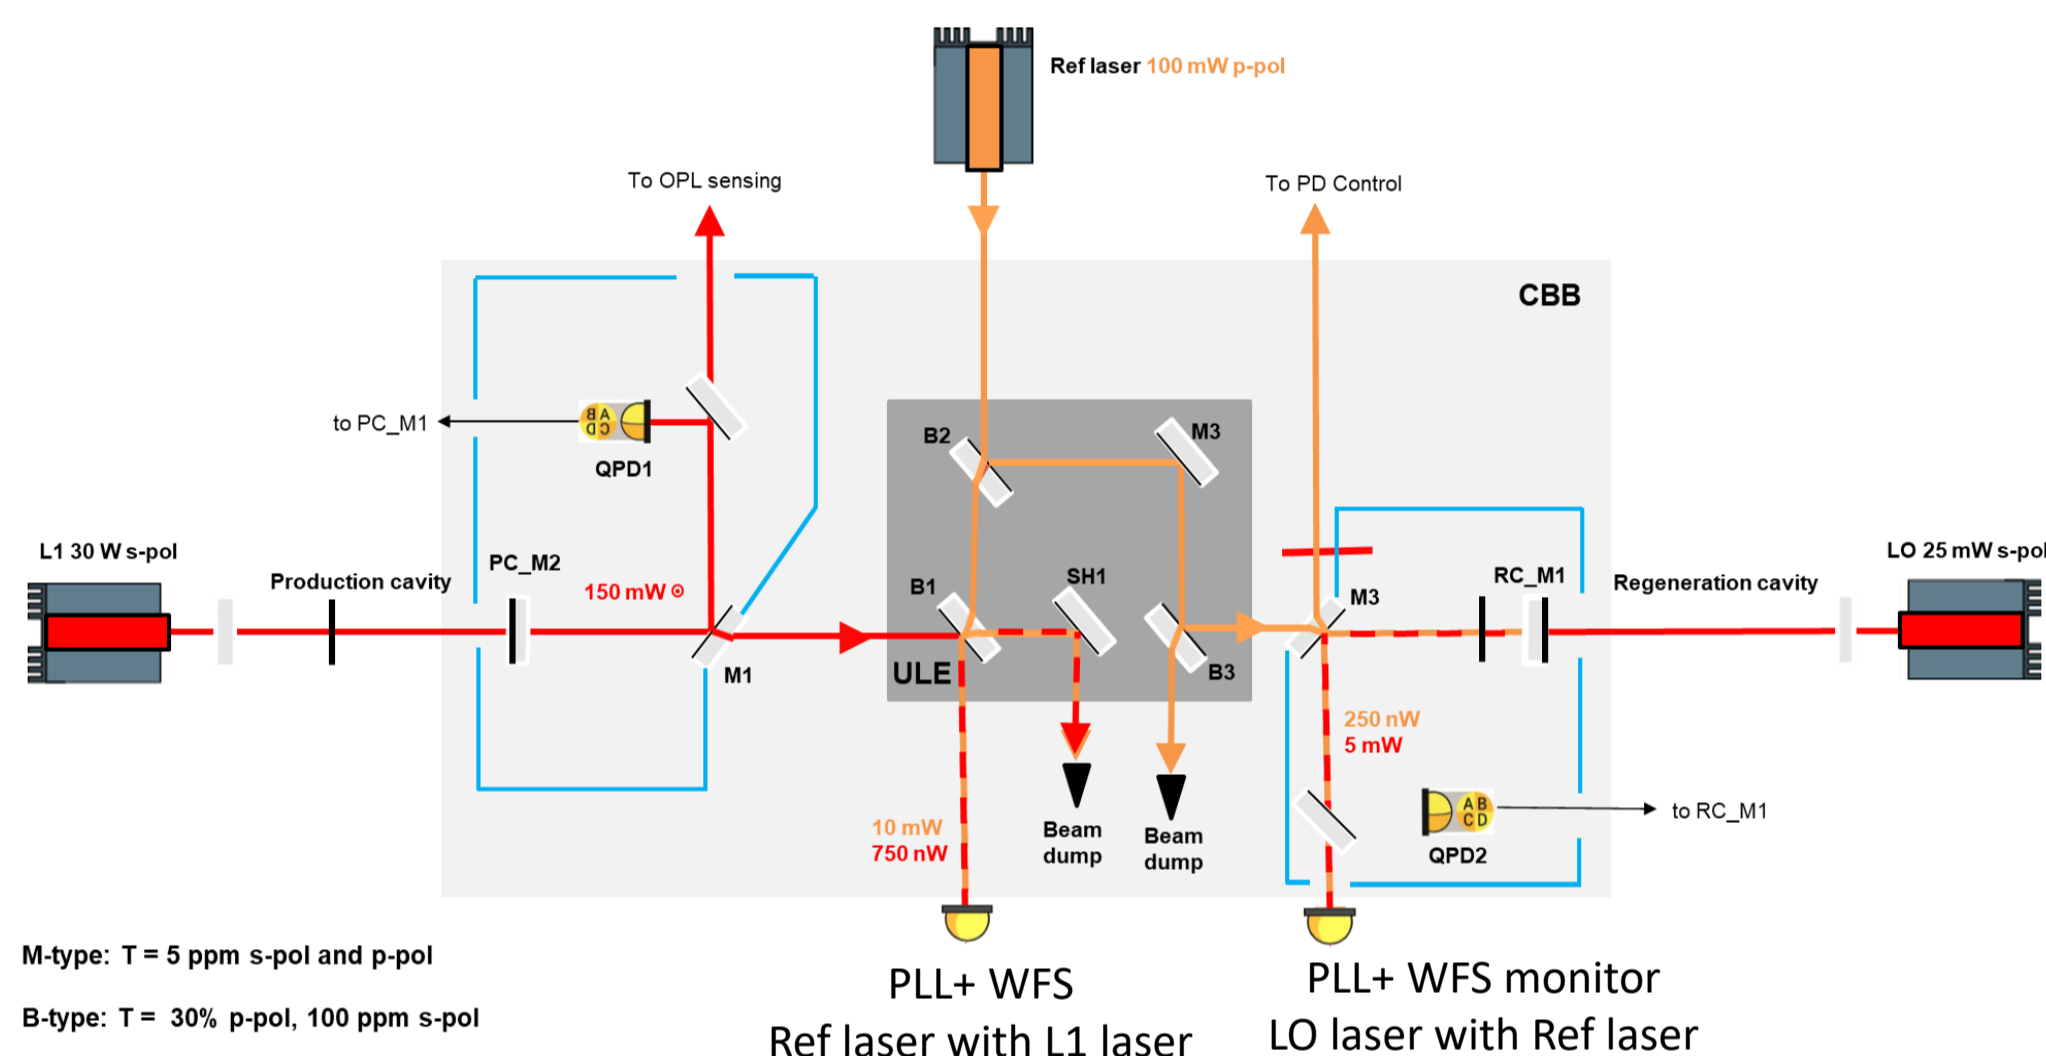 Ref laser 100 mW p-pol
To OPL sensing
To PD Control
CBB
to PC_M1
A B
C D
QPD1
B2
M3
L1 30 W s-pol
Production cavity
PC_M2
150 mW
M1
B1
SH1
ULE
B3
M3
RC_M1
Regeneration cavity
LO 25 mW s-pol
250 nW
5 mW
A B
C D
QPD2
to RC_M1
10 mW
750 nW
Beam
dump
Beam
dump
M-type: T = 5 ppm s-pol and p-pol
B-type: T = 30% p-pol, 100 ppm s-pol
PLL+ WFS
Ref laser with L1 laser
PLL+ WFS monitor
LO laser with Ref laser